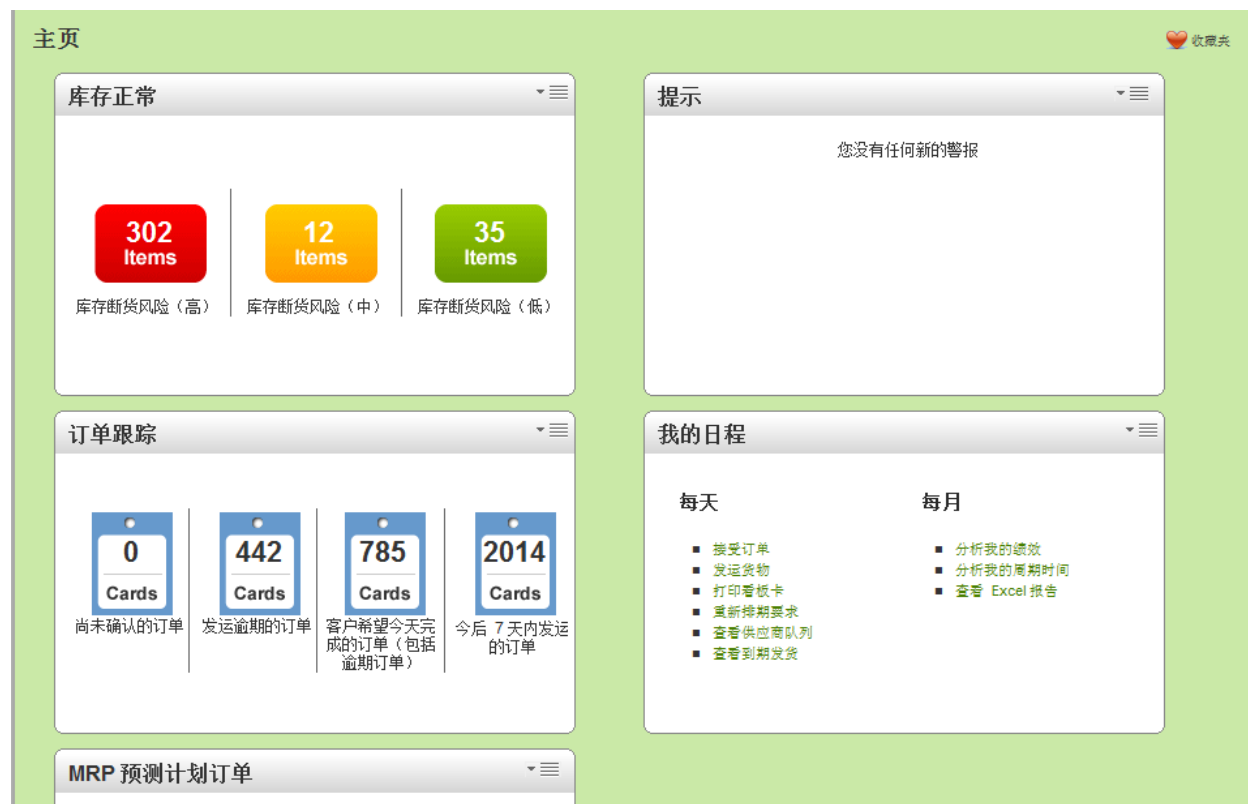 主页
收藏夹
库存正常
302
Items
库存断货风险（高）
12
Items
库存断货风险（中）
35
Items
库存断货风险（低）
提示
您没有任何新的警报
订单跟踪
0
Cards
尚未确认的订单
442
Cards
发运逾期的订单
785
Cards
客户希望今天完
成的订单（包括
逾期订单）
2014
Cards
今后 7 天内发运
的订单
我的日程
每天
接受订单
发运货物
打印看板卡
重新排期要求
查看供应商队列
查看到期发货
每月
分析我的绩效
分析我的周期时间
查看 Excel 报告
MRP 预测计划订单